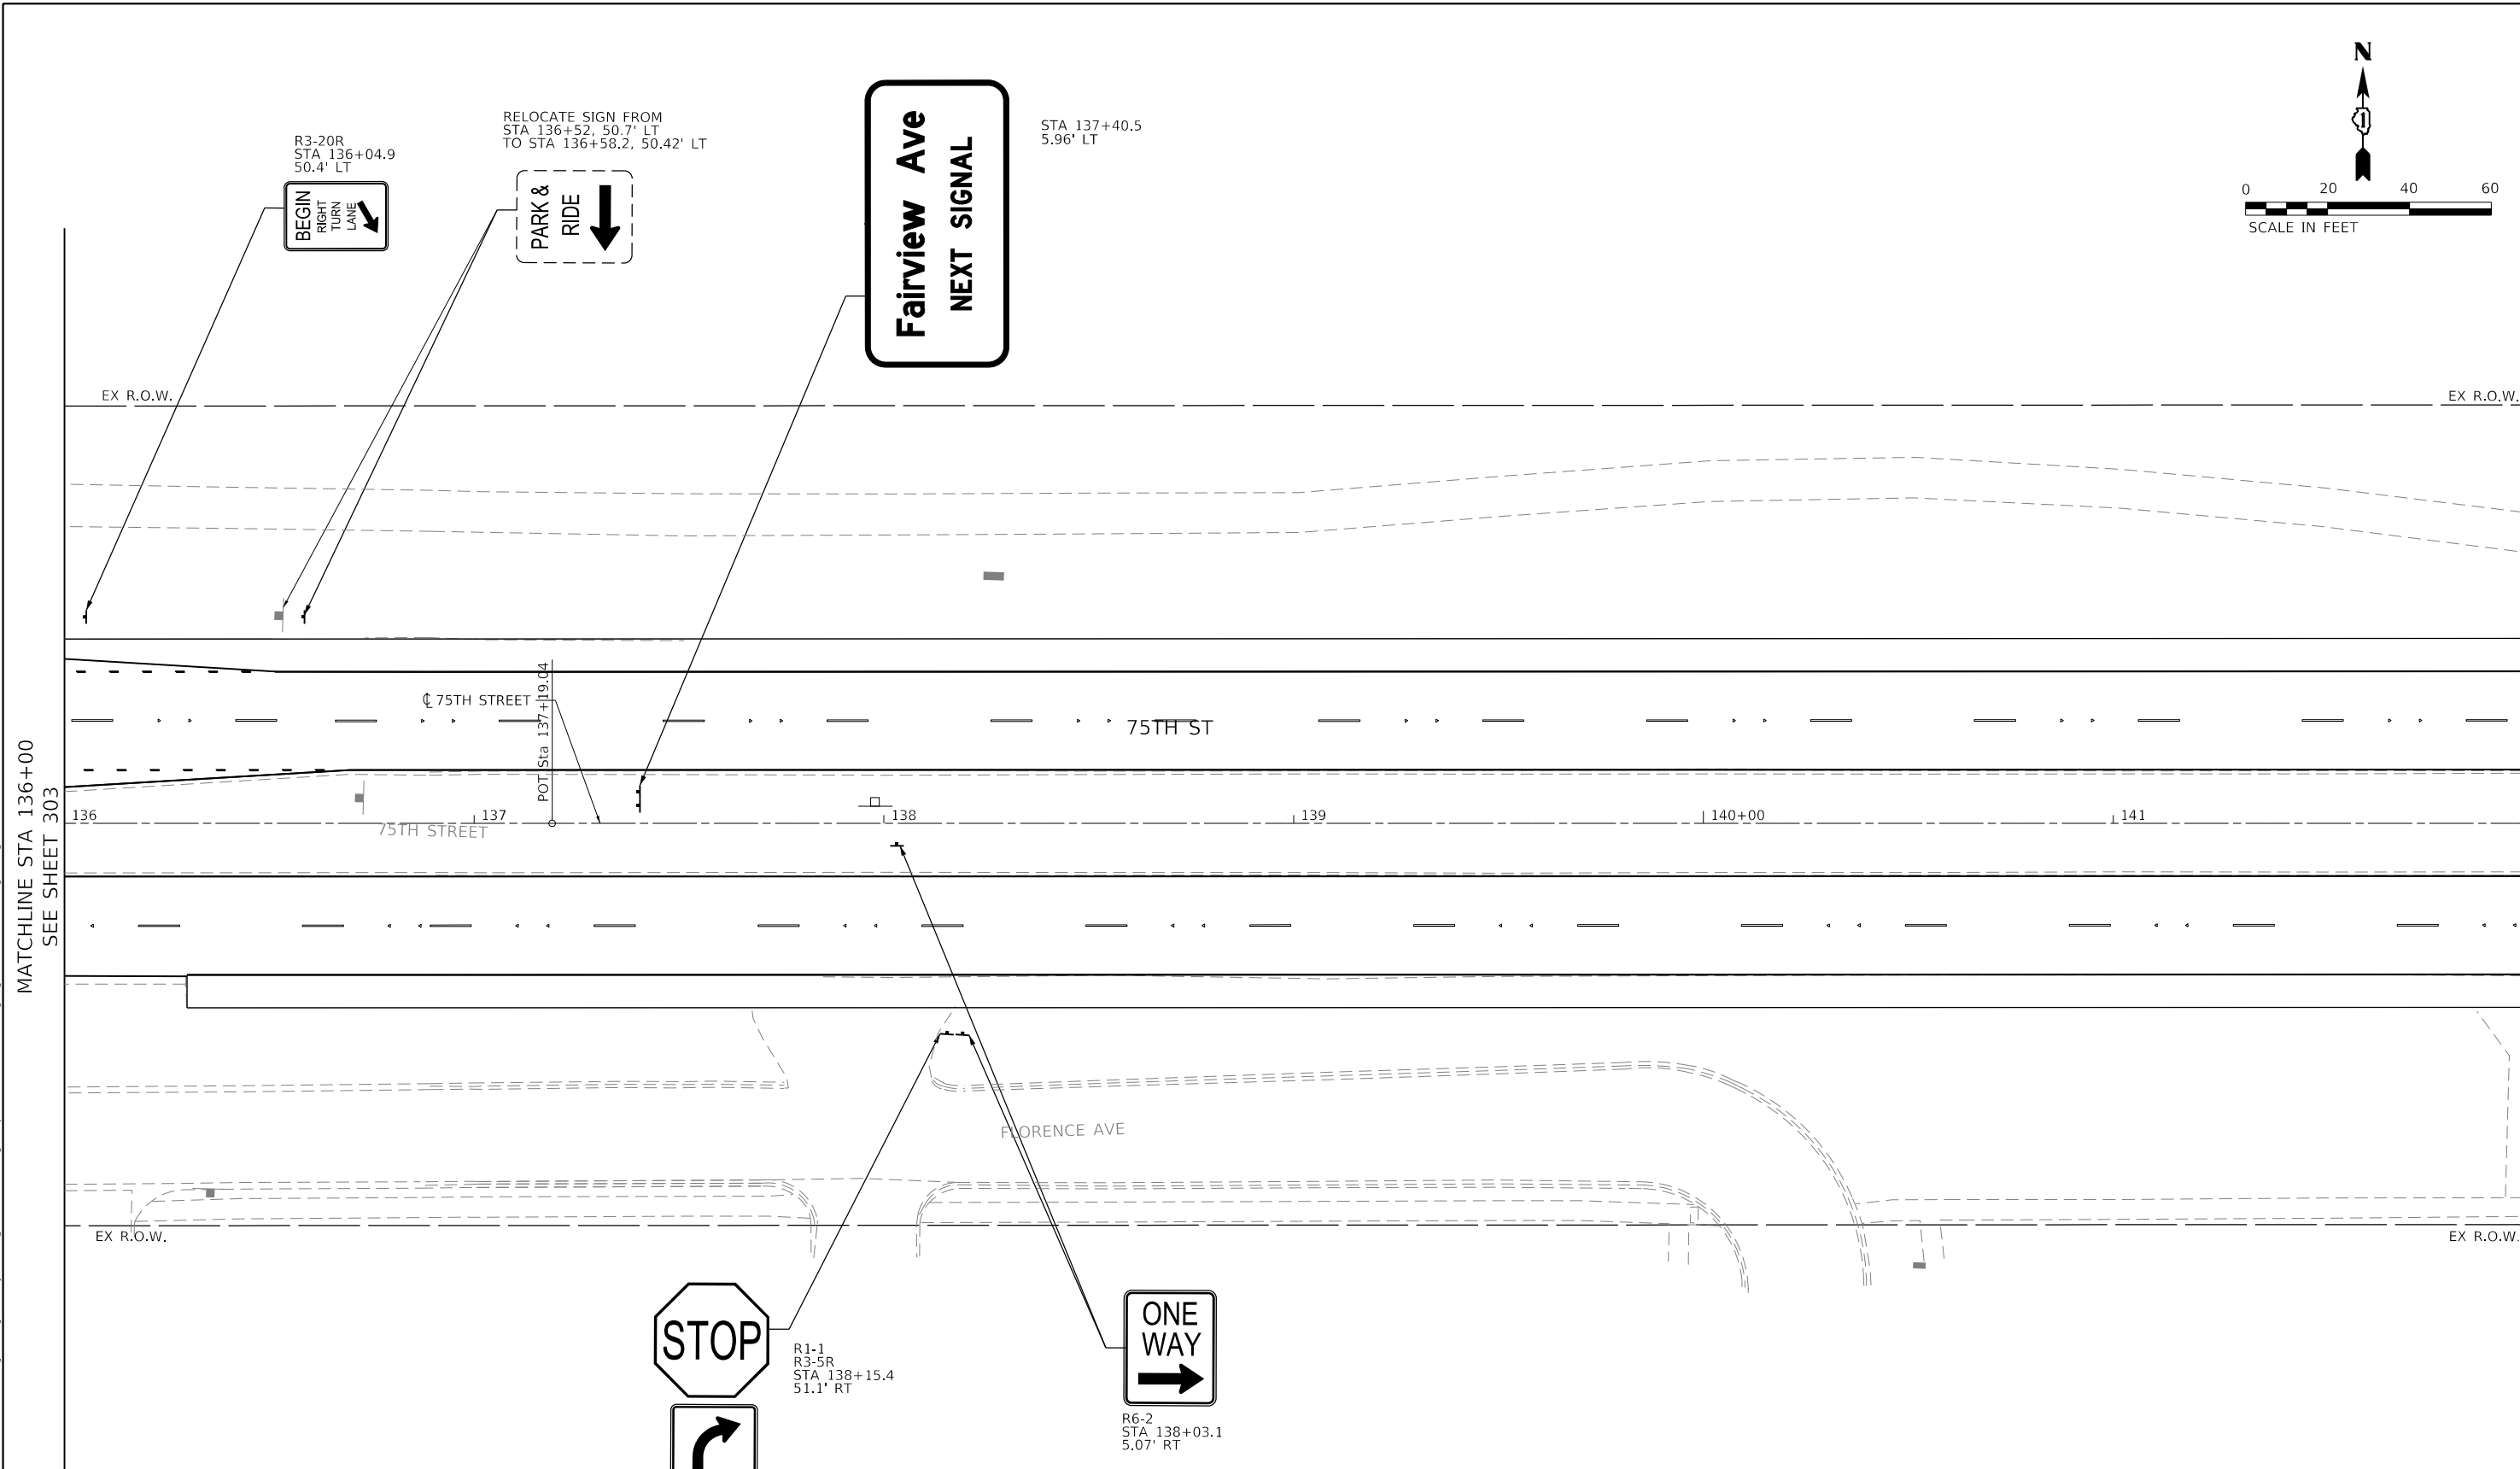 N
1
0 20 40 60
SCALE IN FEET
R3-20R
STA 136+04.9
50.4' LT
BEGIN
RIGHT
TURN
LANE
RELOCATE SIGN FROM
STA 136+52, 50.7' LT
TO STA 136+58.2, 50.42' LT
PARK &
RIDE
Fairview Ave
NEXT SIGNAL
STA 137+40.5
5.96' LT
EX R.O.W.
EX R.O.W.
℄ 75TH STREET
POT Sta 137+19.04
75TH ST
MATCHLINE STA 136+00
SEE SHEET 303
136 137 138 139 140+00 141
75TH STREET
FLORENCE AVE
EX R.O.W.
EX R.O.W.
STOP
R1-1
R3-5R
STA 138+15.4
51.1' RT
ONE
WAY
R6-2
STA 138+03.1
5.07' RT